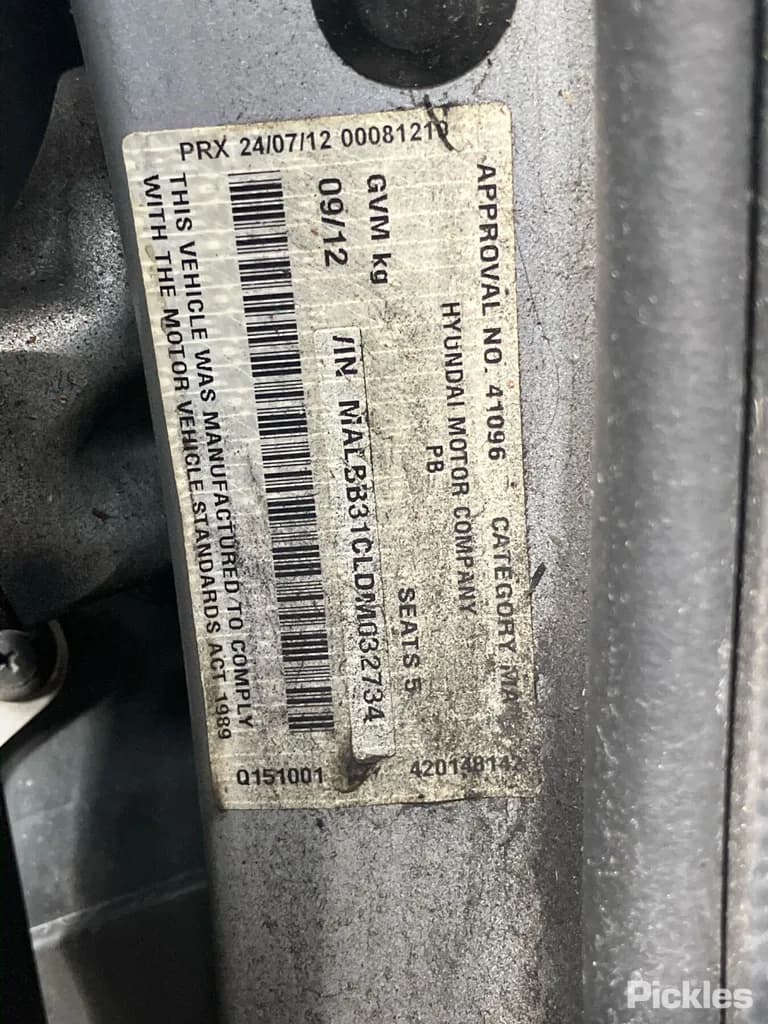 PRX 24/07/12 00081210
APPROVAL NO. 41096 CATEGORY MA
HYUNDAI MOTOR COMPANY
PB
GVM kg SEATS 5
09/12 VIN MALBB31CLDM032734
THIS VEHICLE WAS MANUFACTURED TO COMPLY
WITH THE MOTOR VEHICLE STANDARDS ACT 1989
Q151001 420148142
Pickles